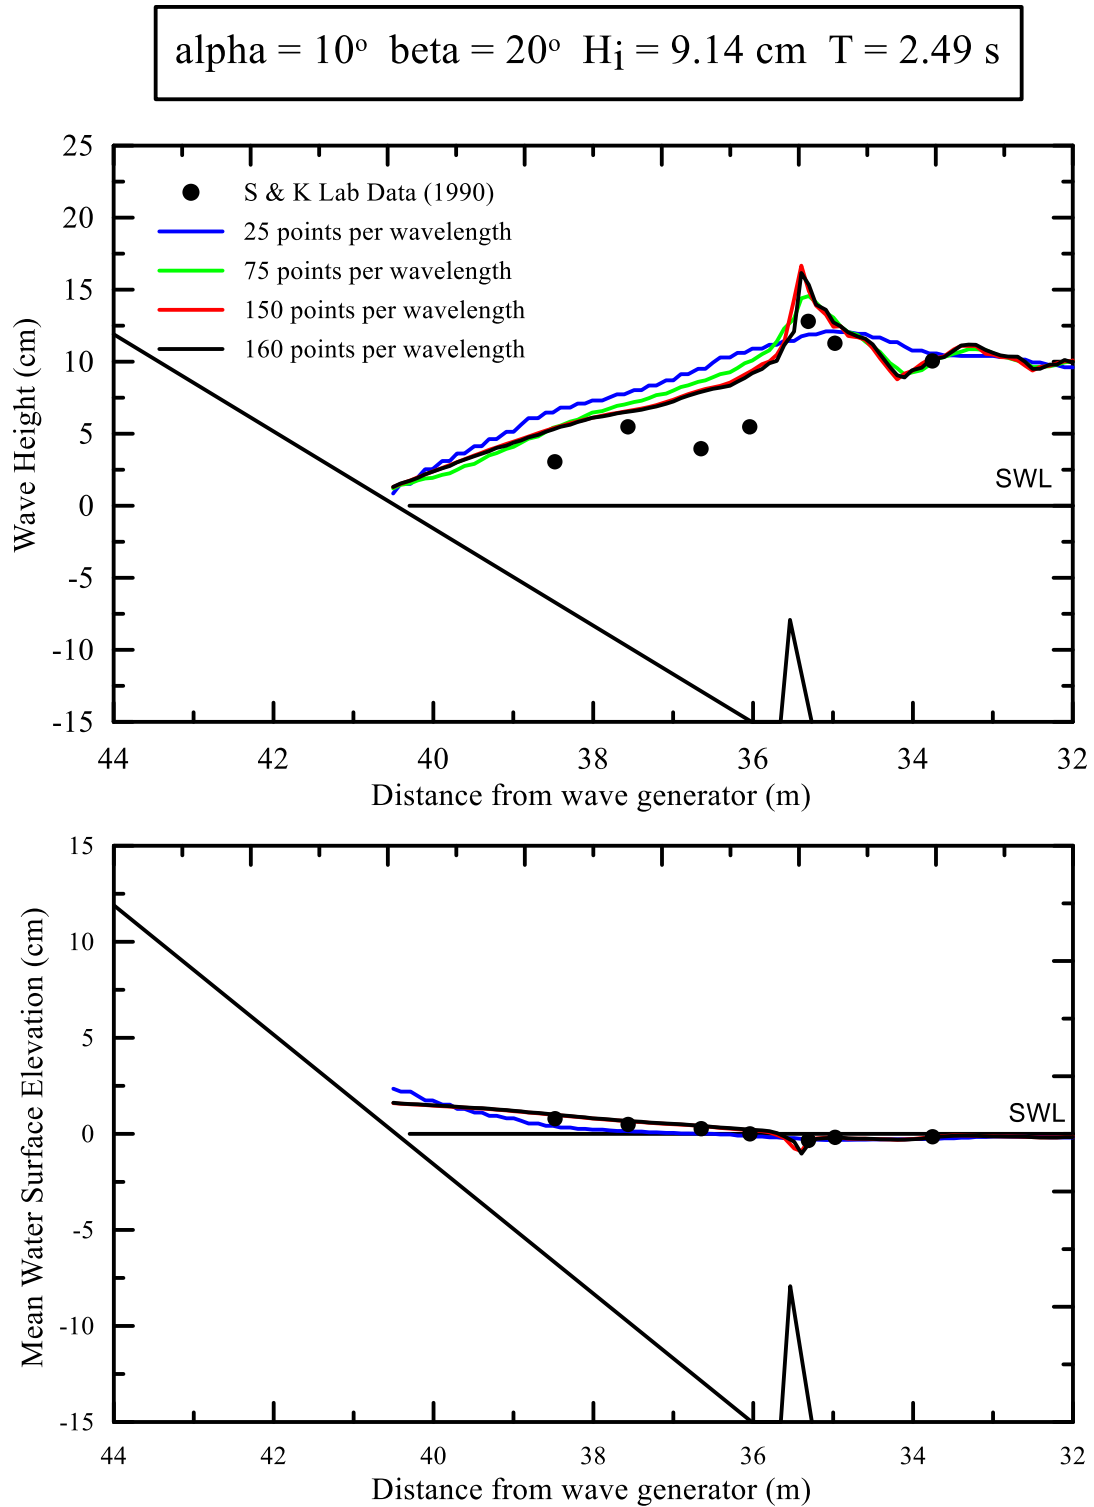 alpha = 10º beta = 20º Hi = 9.14 cm T = 2.49 s
25
20
15
10
5
0
-5
-10
-15
Wave Height (cm)
S & K Lab Data (1990)
25 points per wavelength
75 points per wavelength
150 points per wavelength
160 points per wavelength
SWL
44 42 40 38 36 34 32
Distance from wave generator (m)
15
10
5
0
-5
-10
-15
Mean Water Surface Elevation (cm)
SWL
44 42 40 38 36 34 32
Distance from wave generator (m)